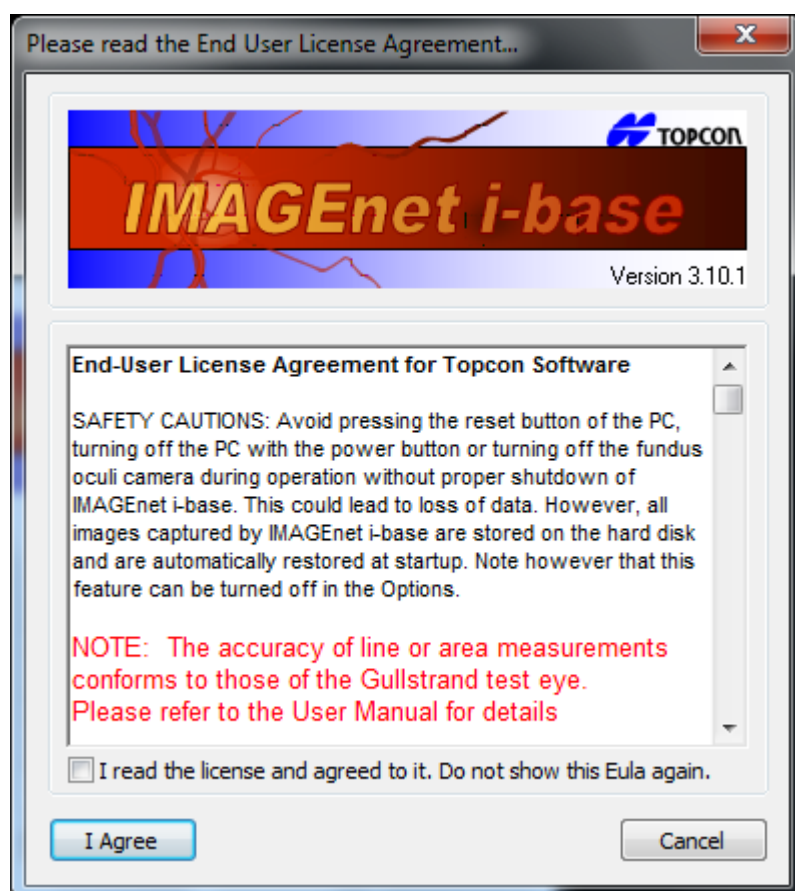 Please read the End User License Agreement...
TOPCON
IMAGEnet i-base
Version 3.10.1
End-User License Agreement for Topcon Software
SAFETY CAUTIONS: Avoid pressing the reset button of the PC,
turning off the PC with the power button or turning off the fundus
oculi camera during operation without proper shutdown of
IMAGEnet i-base. This could lead to loss of data. However, all
images captured by IMAGEnet i-base are stored on the hard disk
and are automatically restored at startup. Note however that this
feature can be turned off in the Options.
NOTE: The accuracy of line or area measurements
conforms to those of the Gullstrand test eye.
Please refer to the User Manual for details
I read the license and agreed to it. Do not show this Eula again.
I Agree
Cancel